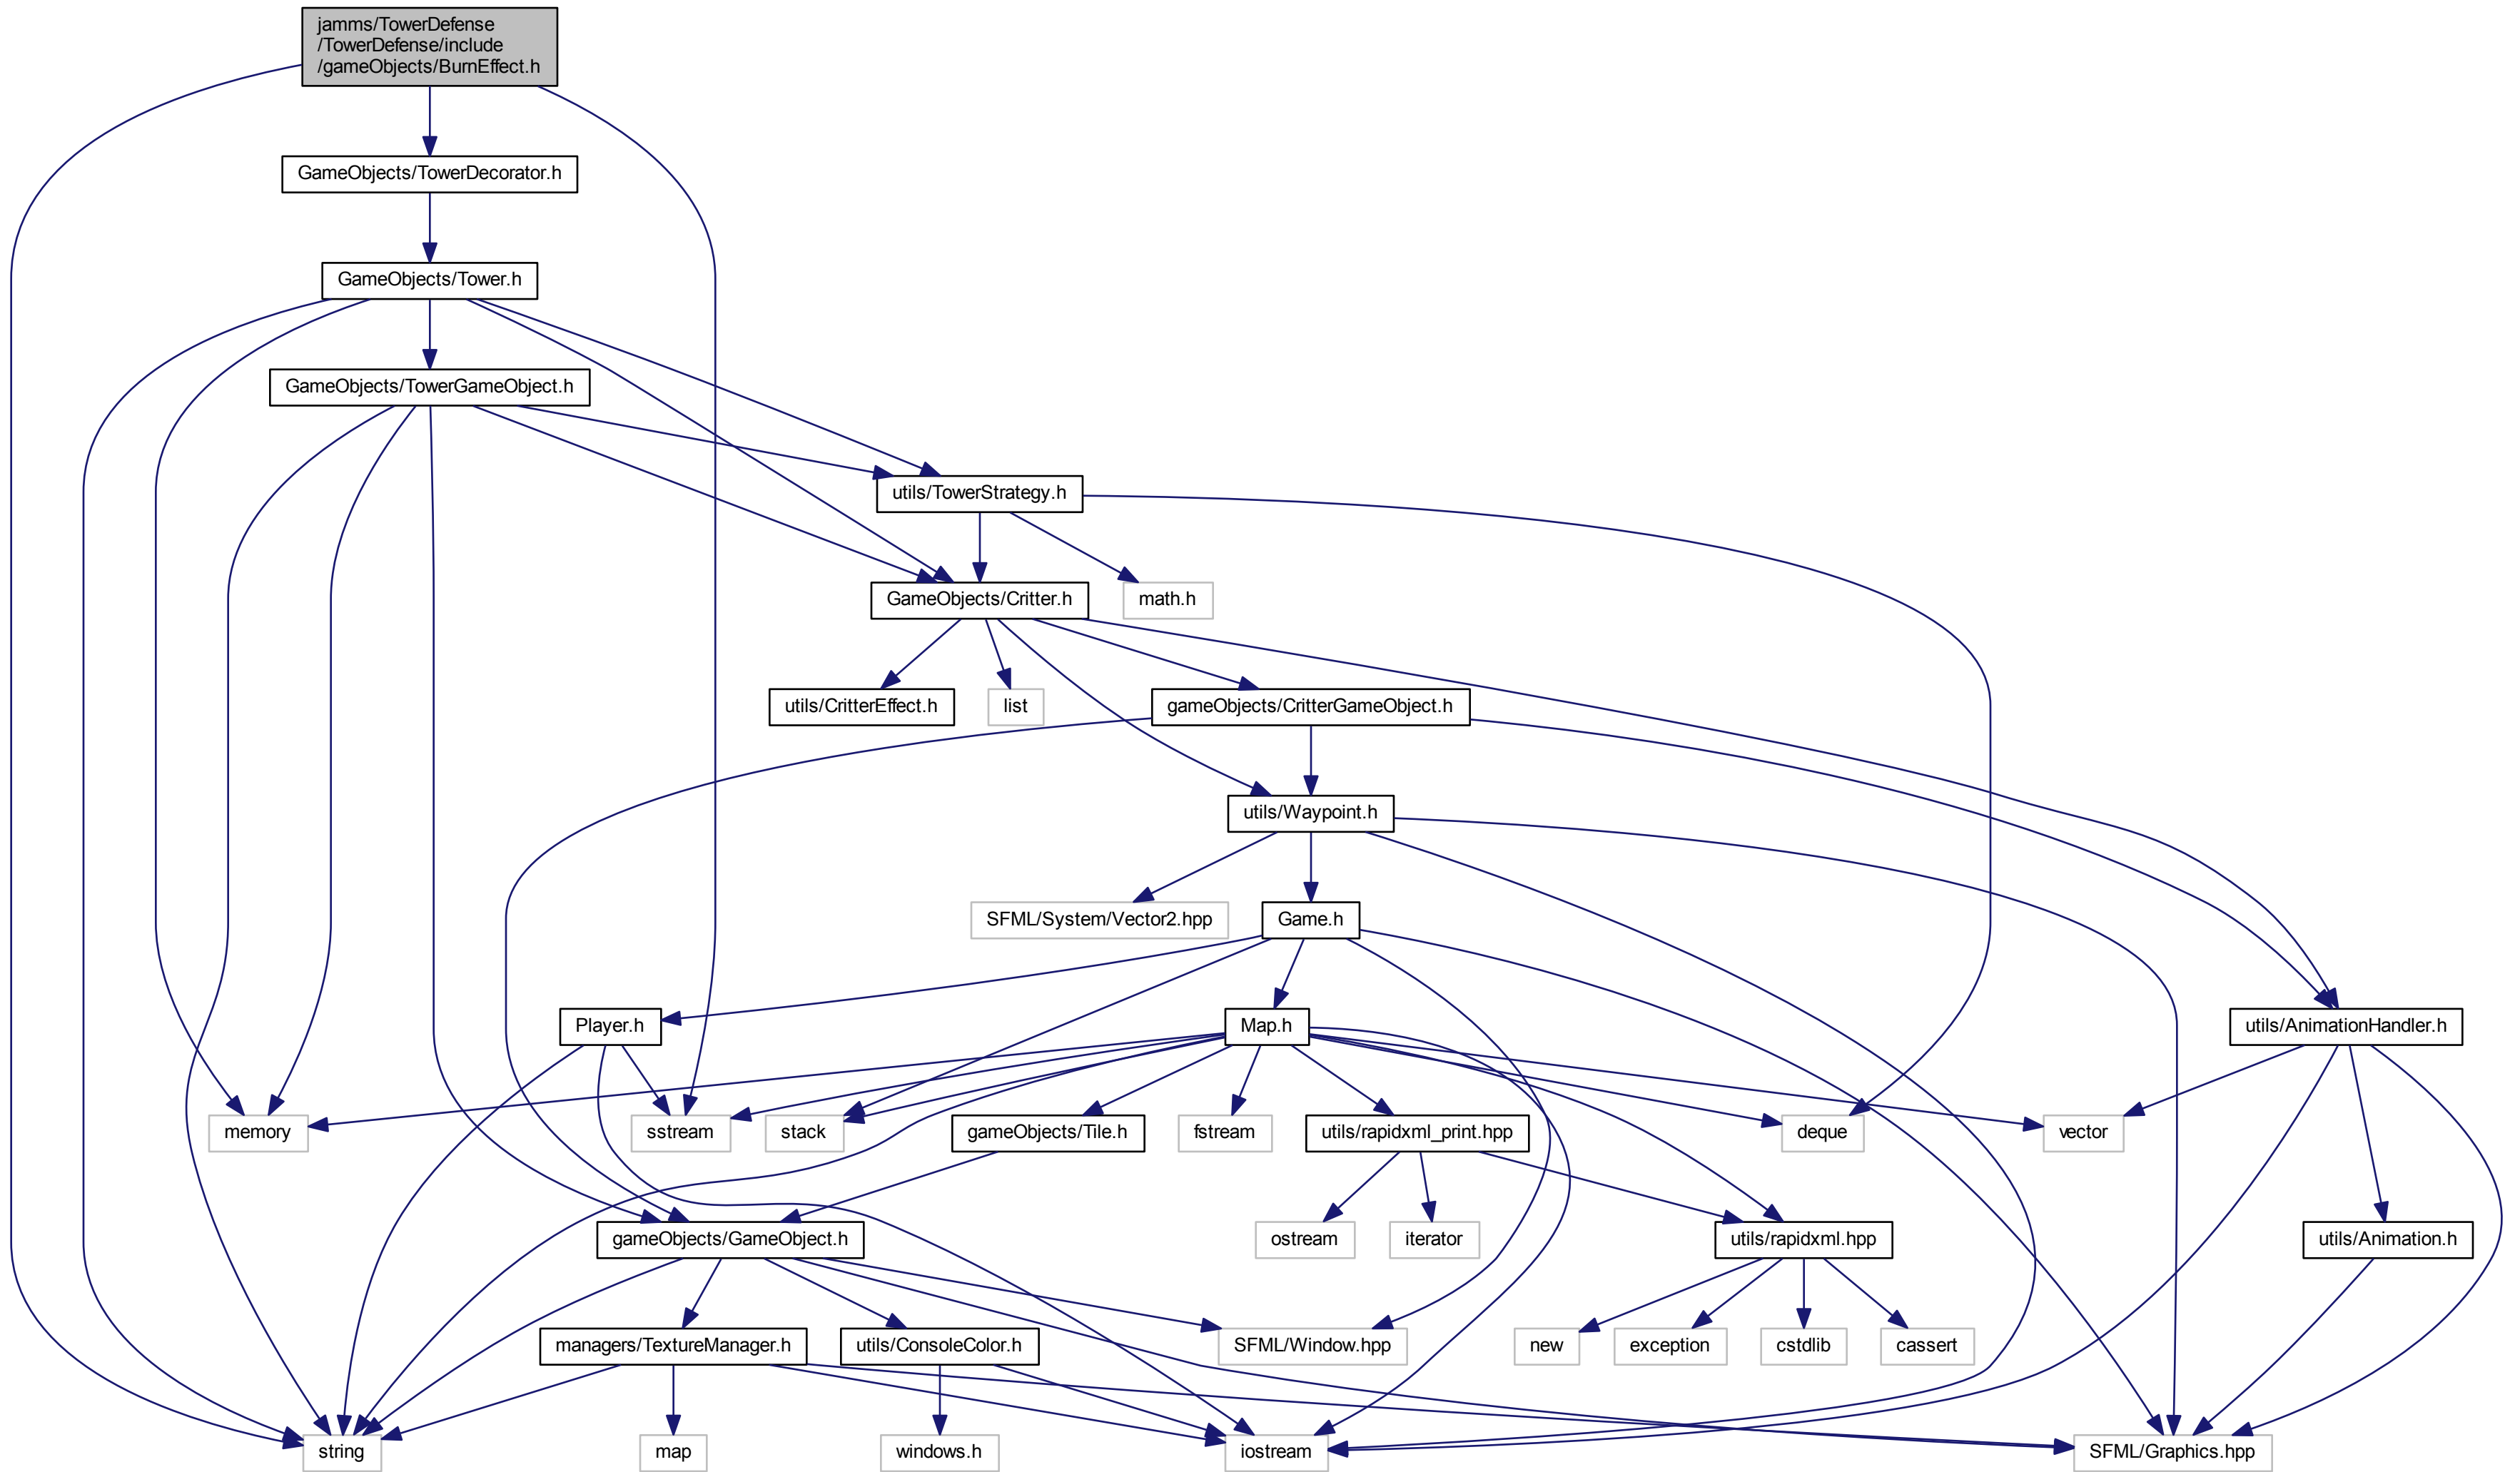 jamms/TowerDefense
/TowerDefense/include
/gameObjects/BurnEffect.h
GameObjects/TowerDecorator.h
GameObjects/Tower.h
GameObjects/TowerGameObject.h
utils/TowerStrategy.h
GameObjects/Critter.h
math.h
utils/CritterEffect.h
list
gameObjects/CritterGameObject.h
utils/Waypoint.h
SFML/System/Vector2.hpp
Game.h
Player.h
Map.h
utils/AnimationHandler.h
memory
sstream
stack
gameObjects/Tile.h
fstream
utils/rapidxml_print.hpp
deque
vector
gameObjects/GameObject.h
ostream
iterator
utils/rapidxml.hpp
utils/Animation.h
managers/TextureManager.h
utils/ConsoleColor.h
SFML/Window.hpp
new
exception
cstdlib
cassert
string
map
windows.h
iostream
SFML/Graphics.hpp